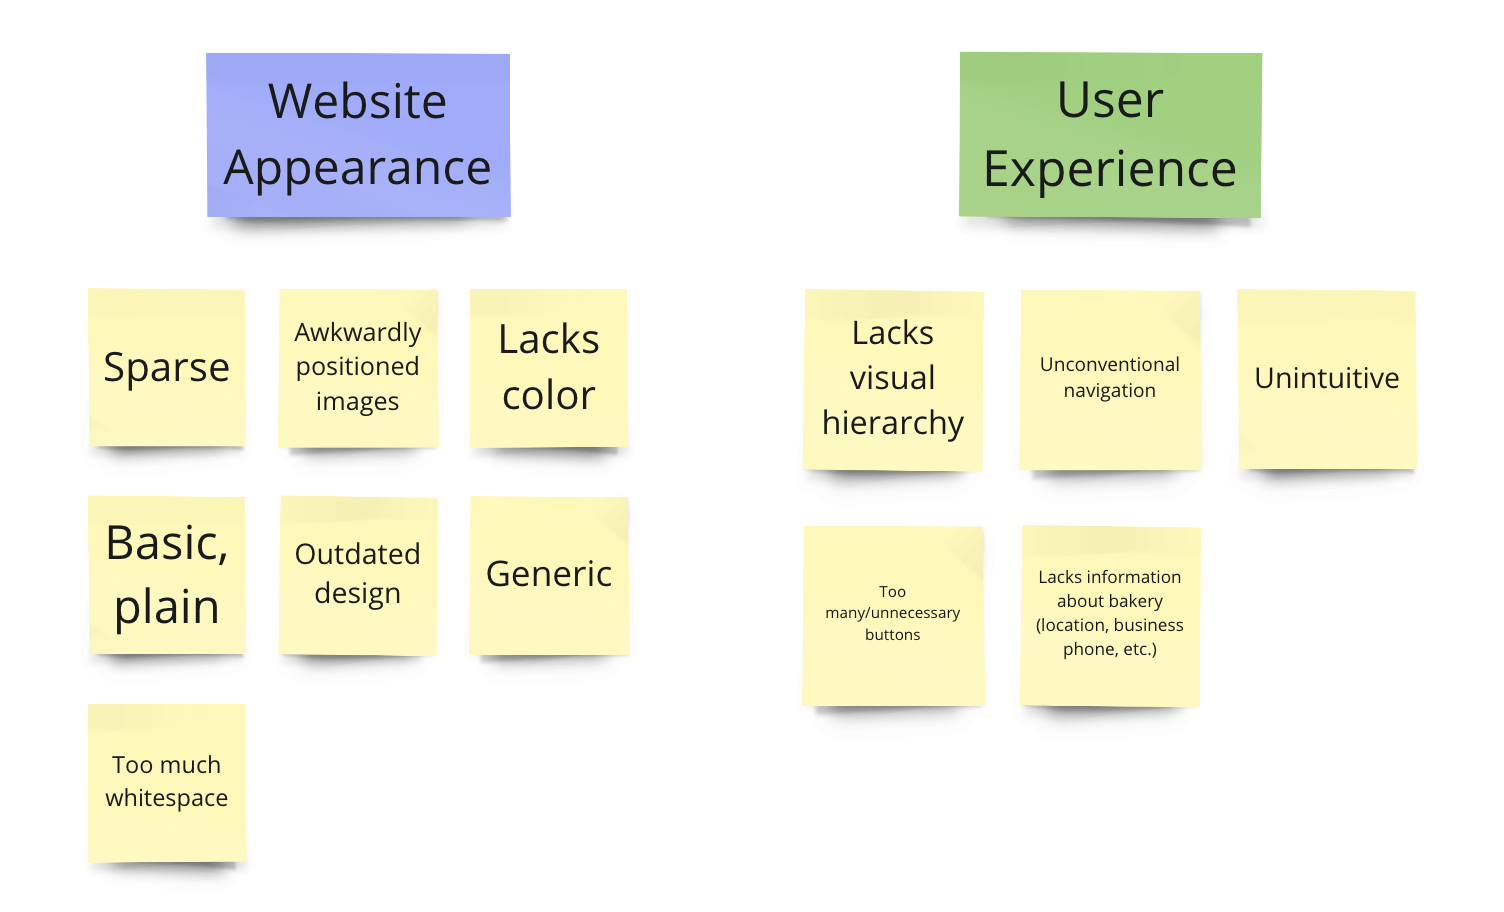 Website
Appearance
User
Experience
Sparse
Awkwardly
positioned
images
Lacks
color
Basic,
plain
Outdated
design
Generic
Too much
whitespace
Lacks
visual
hierarchy
Unconventional
navigation
Unintuitive
Too
many/unnecessary
buttons
Lacks information
about bakery
(location, business
phone, etc.)